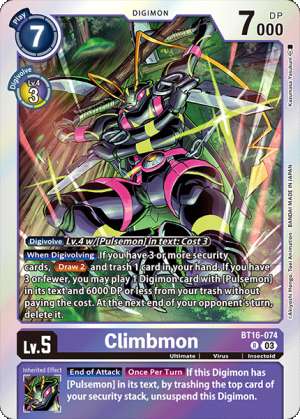 DIGIMON
Play
7
7000
DP
Digivolve
Lv.4
3
Digivolve Lv.4 w/[Pulsemon] in text: Cost 3
When Digivolving If you have 3 or more security
cards, Draw 2 and trash 1 card in your hand. If you have
3 or fewer, you may play 1 Digimon card with [Pulsemon]
in its text and 6000 DP or less from your trash without
paying the cost. At the end of your opponent's turn,
delete it.
Lv.5
Climbmon
BT16-074
R 03
Ultimate
Virus
Insectoid
Inherited Effect
End of Attack Once Per Turn If this Digimon has
[Pulsemon] in its text, by trashing the top card of
your security stack, unsuspend this Digimon.
©Akiyoshi Hongo, Toei Animation
BANDAI MADE IN JAPAN